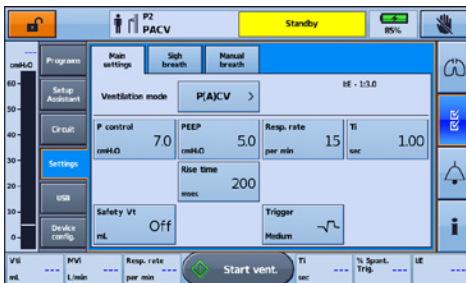 P2
PACV
Standby
85%
cmH₂O
60-
50-
40-
30-
20-
10-
0-
Programs
Setup
Assistant
Circuit
Settings
USB
Device
config.
Main
settings
Sigh
breath
Manual
breath
Ventilation mode
P(A)CV >
I:E - 1:3.0
P control
7.0
cmH₂O
PEEP
5.0
cmH₂O
Resp. rate
15
per min
Ti
1.00
sec
Rise time
200
msec
Safety Vt
Off
mL
Trigger
Medium
i
Vti
---
mL
MVi
---
L/min
Resp. rate
---
per min
Start vent.
Ti
---
sec
% Spont.
Trig.
---
I:E
---